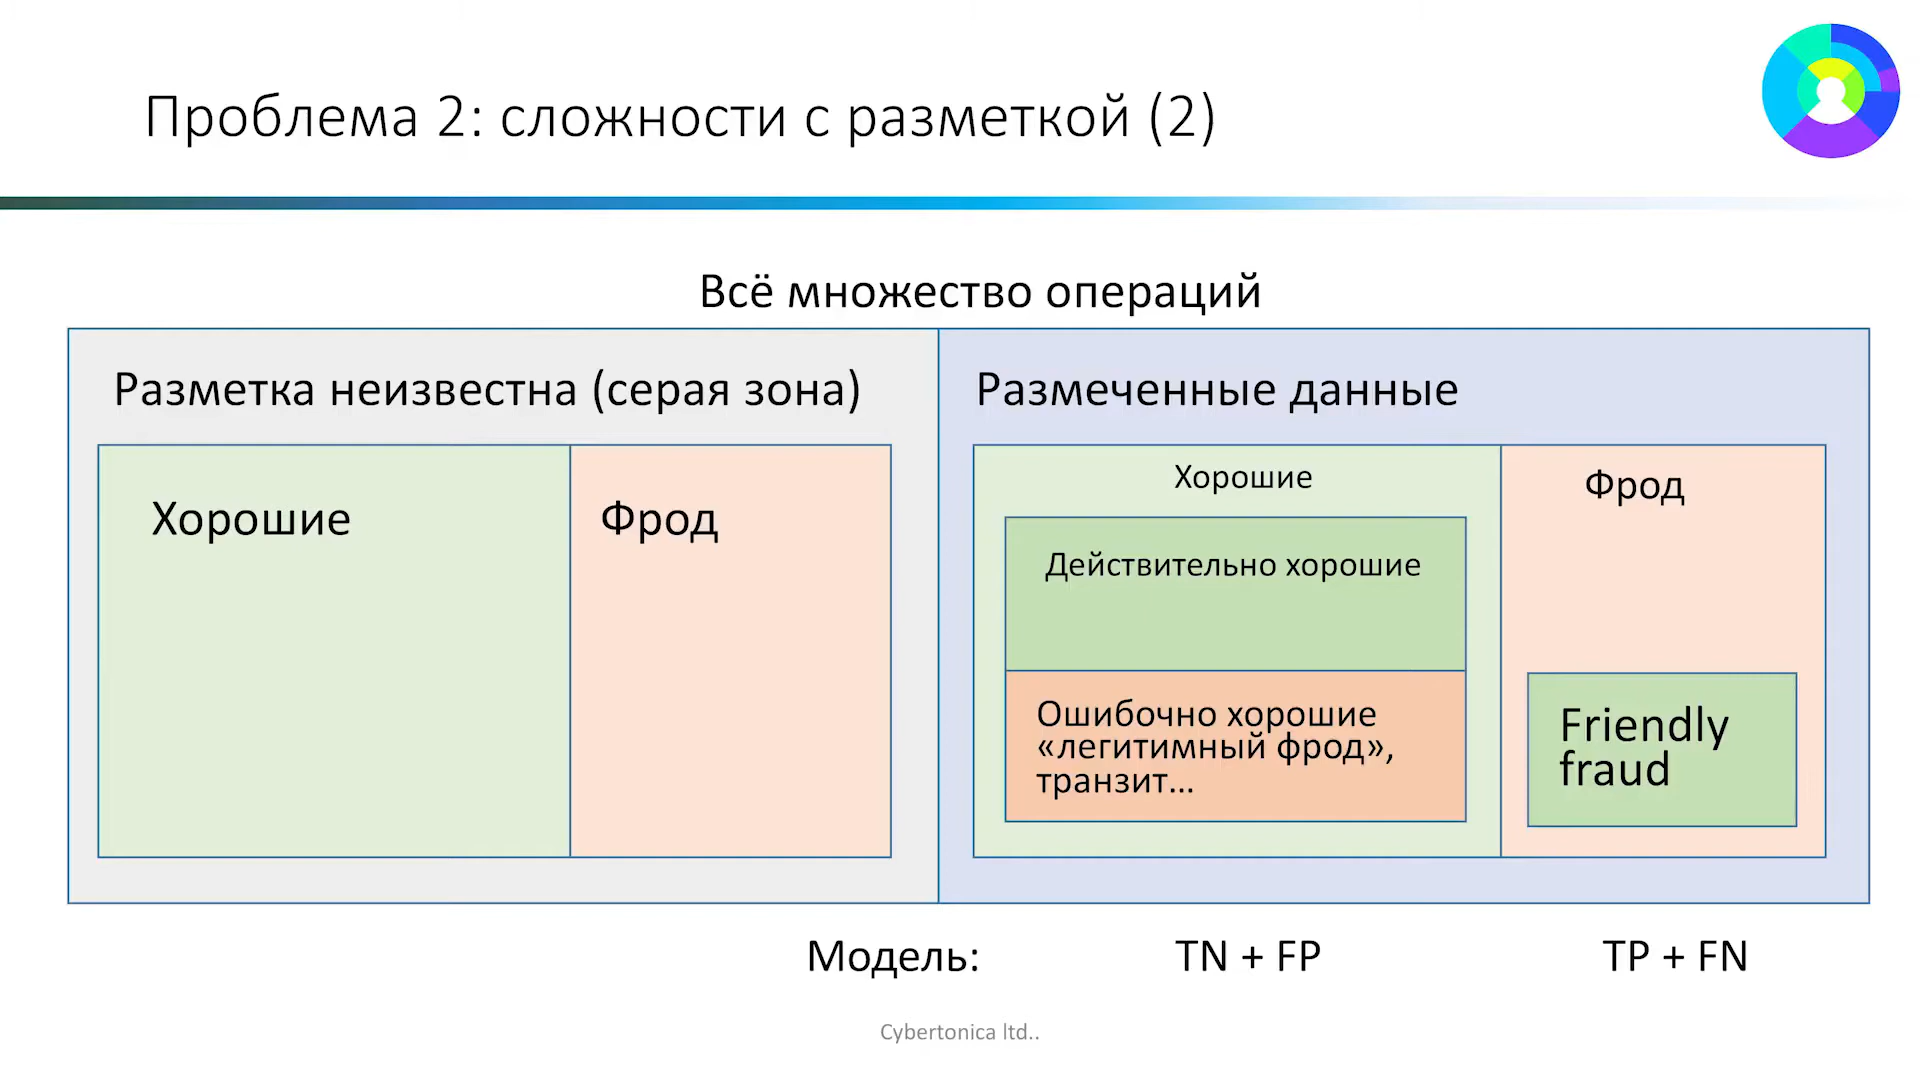 Проблема 2: сложности с разметкой (2)
Всё множество операций
Разметка неизвестна (серая зона)
Хорошие
Фрод
Размеченные данные
Хорошие
Действительно хорошие
Ошибочно хорошие
«легитимный фрод»,
транзит...
Фрод
Friendly
fraud
Модель:
TN + FP
TP + FN
Cybertonica ltd..